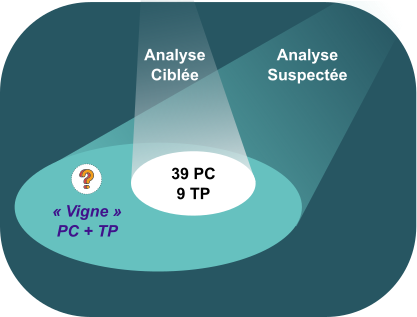 Analyse
Ciblée
Analyse
Suspectée
39 PC
9 TP
?
« Vigne »
PC + TP